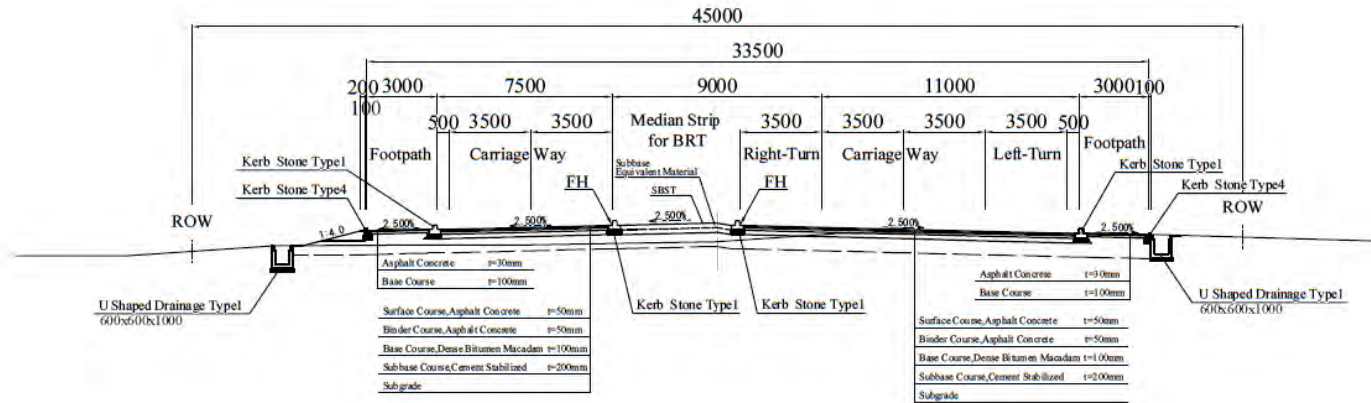 45000
33500
200 3000 7500 9000 11000 3000 100
100
500 3500 3500 Median Strip 3500 3500 3500 3500 500
for BRT
Footpath Carriage Way Right-Turn Carriage Way Left-Turn Footpath
Kerb Stone Type1 Subbase Kerb Stone Type1
Equivalent Material
Kerb Stone Type4 FH SBST FH Kerb Stone Type4
ROW ROW
1:4.0 2.500% 2.500% 2.500% 2.500% 2.500%
Asphalt Concrete t=30mm
Base Course t=100mm
Asphalt Concrete t=30mm
Base Course t=100mm
U Shaped Drainage Type1
600x600x1000
Kerb Stone Type1 Kerb Stone Type1
U Shaped Drainage Type1
600x600x1000
Surface Course,Asphalt Concrete t=50mm
Binder Course,Asphalt Concrete t=50mm
Base Course,Dense Bitumen Macadam t=100mm
Subbase Course,Cement Stabilized t=200mm
Subgrade
Surface Course,Asphalt Concrete t=50mm
Binder Course,Asphalt Concrete t=50mm
Base Course,Dense Bitumen Macadam t=100mm
Subbase Course,Cement Stabilized t=200mm
Subgrade